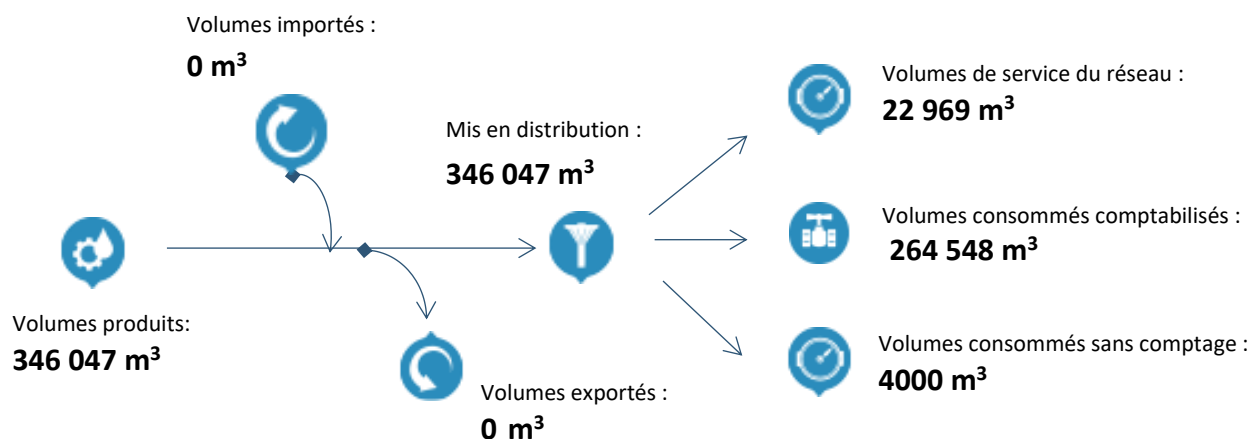 Volumes importés :
0 m³
Volumes de service du réseau :
22 969 m³
Mis en distribution :
346 047 m³
Volumes consommés comptabilisés :
264 548 m³
Volumes produits:
346 047 m³
Volumes consommés sans comptage :
4000 m³
Volumes exportés :
0 m³